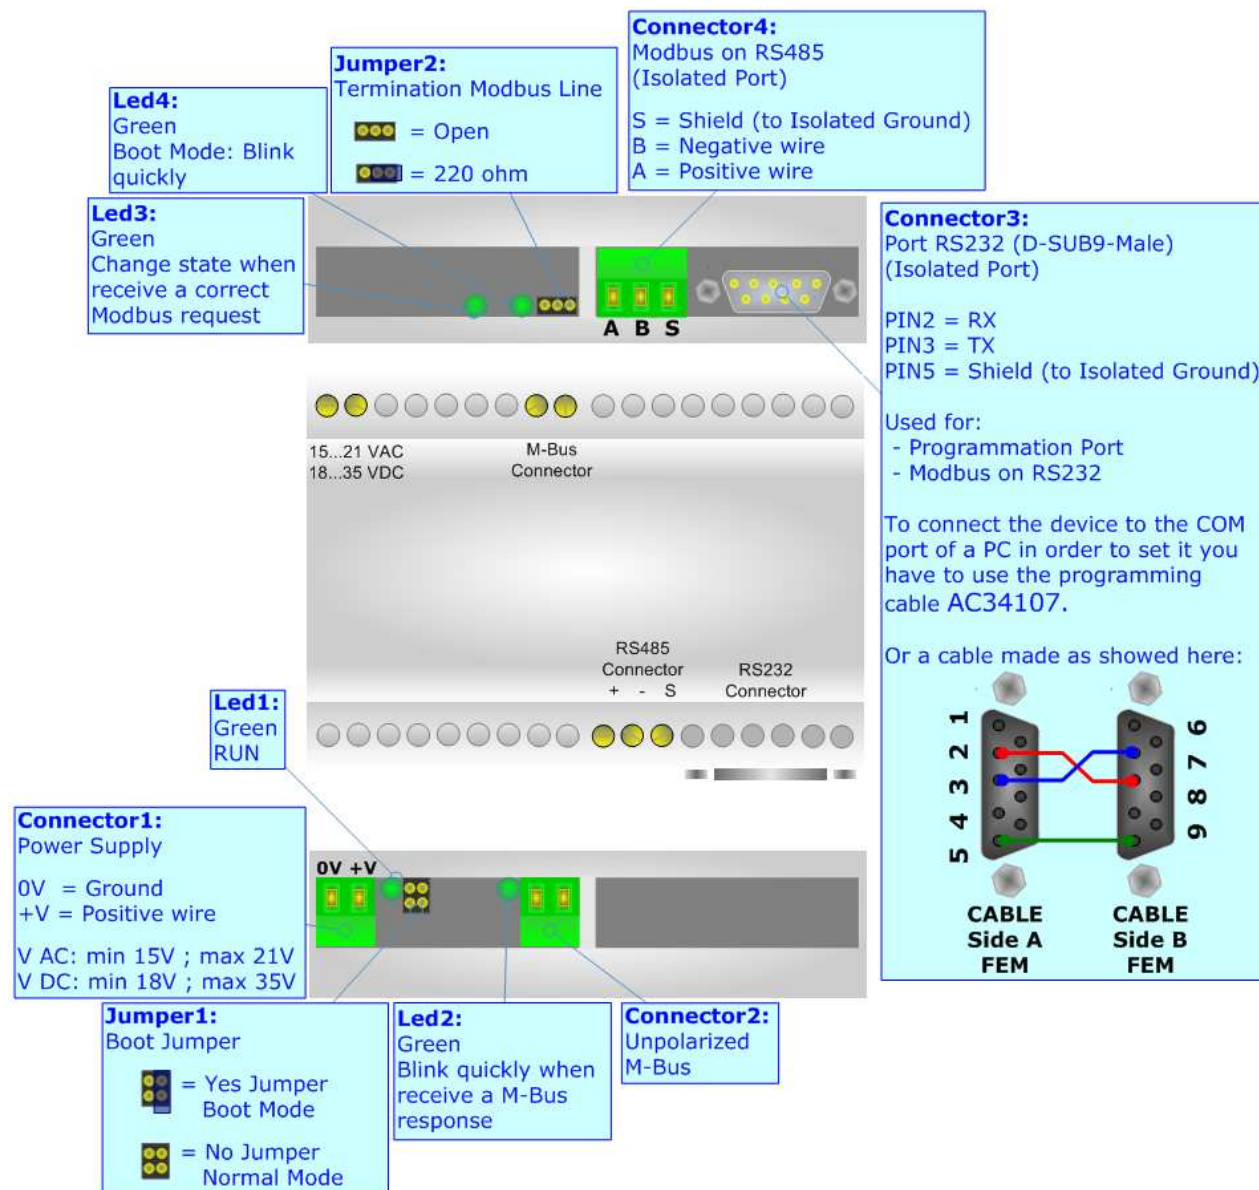 Connector4:
Modbus on RS485
(Isolated Port)
S = Shield (to Isolated Ground)
B = Negative wire
A = Positive wire
Jumper2:
Termination Modbus Line
= Open
= 220 ohm
Led4:
Green
Boot Mode: Blink
quickly
Led3:
Green
Change state when
receive a correct
Modbus request
A B S
Connector3:
Port RS232 (D-SUB9-Male)
(Isolated Port)
PIN2 = RX
PIN3 = TX
PIN5 = Shield (to Isolated Ground)
Used for:
- Programmation Port
- Modbus on RS232
To connect the device to the COM
port of a PC in order to set it you
have to use the programming
cable AC34107.
Or a cable made as showed here:
1
2
3
4
5
6
7
8
9
CABLE
Side A
FEM
CABLE
Side B
FEM
15...21 VAC
18...35 VDC
M-Bus
Connector
RS485
Connector
+ - S
RS232
Connector
Led1:
Green
RUN
Connector1:
Power Supply
0V = Ground
+V = Positive wire
V AC: min 15V ; max 21V
V DC: min 18V ; max 35V
0V +V
Jumper1:
Boot Jumper
= Yes Jumper
Boot Mode
= No Jumper
Normal Mode
Led2:
Green
Blink quickly when
receive a M-Bus
response
Connector2:
Unpolarized
M-Bus